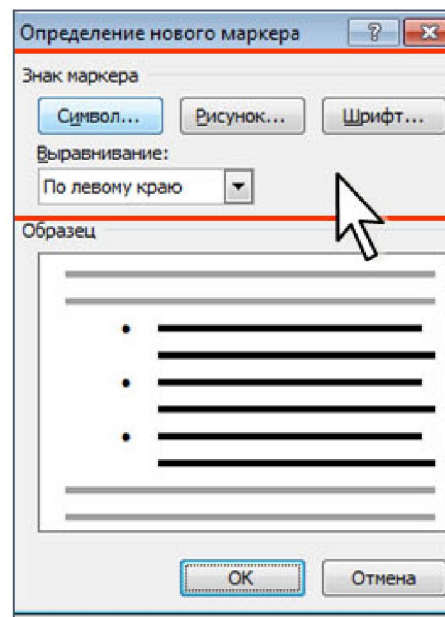 Определение нового маркера
Знак маркера
Символ... Рисунок... Шрифт...
Выравнивание:
По левому краю
Образец
ОК Отмена